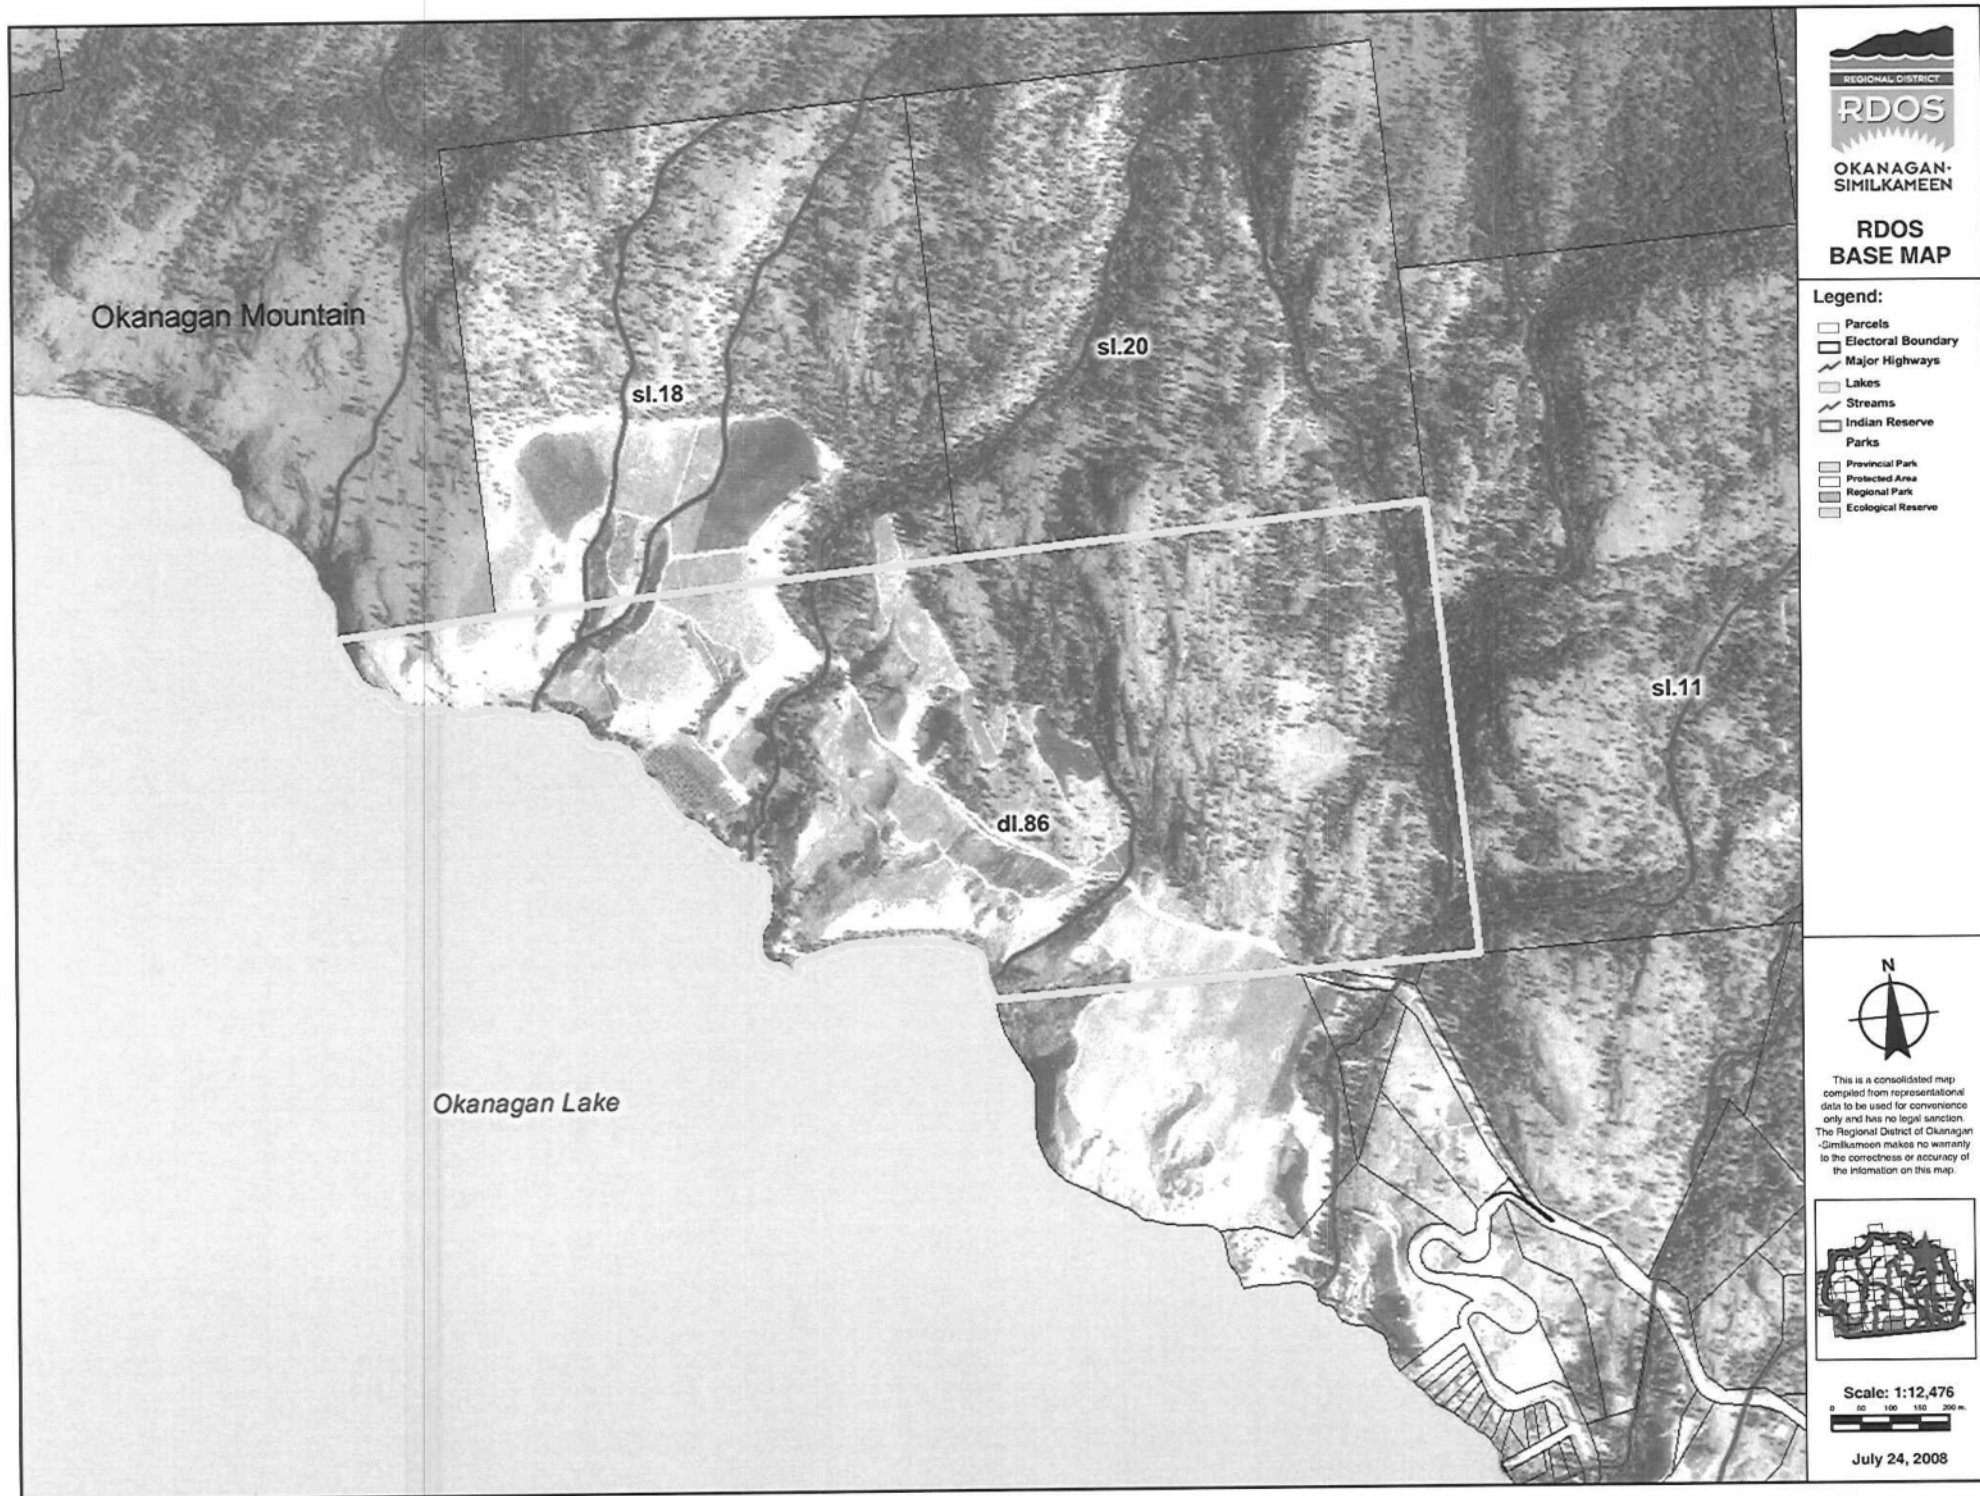 REGIONAL DISTRICT
RDOS
OKANAGAN-
SIMILKAMEEN
RDOS
BASE MAP
Legend:
Parcels
Electoral Boundary
Major Highways
Lakes
Streams
Indian Reserve
Parks
Provincial Park
Protected Area
Regional Park
Ecological Reserve
Okanagan Mountain
sl.18
sl.20
sl.11
dl.86
Okanagan Lake
N
This is a consolidated map
compiled from representational
data to be used for convenience
only and has no legal sanction.
The Regional District of Okanagan
-Similkameen makes no warranty
to the correctness or accuracy of
the infomation on this map.
Scale: 1:12,476
0 50 100 150 200 m.
July 24, 2008